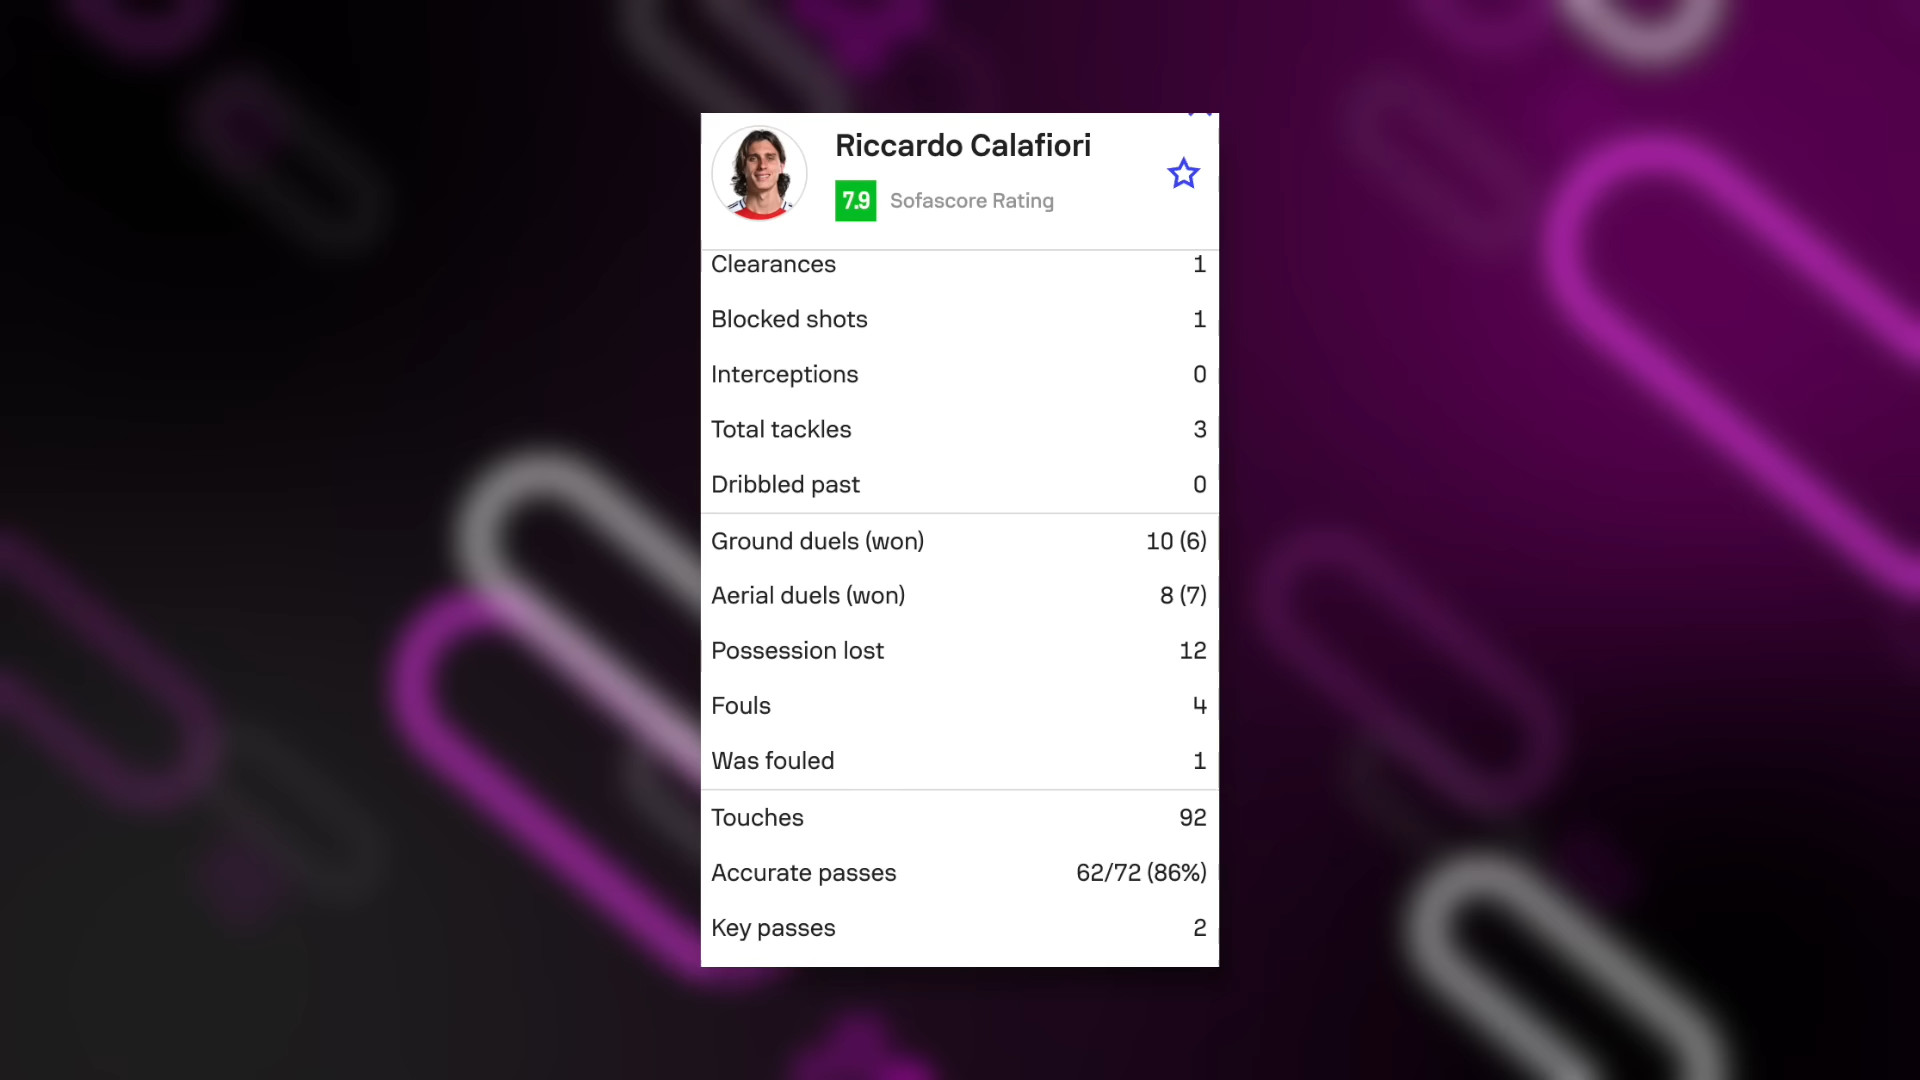 Riccardo Calafiori
7.9 Sofascore Rating
Clearances 1
Blocked shots 1
Interceptions 0
Total tackles 3
Dribbled past 0
Ground duels (won) 10 (6)
Aerial duels (won) 8 (7)
Possession lost 12
Fouls 4
Was fouled 1
Touches 92
Accurate passes 62/72 (86%)
Key passes 2